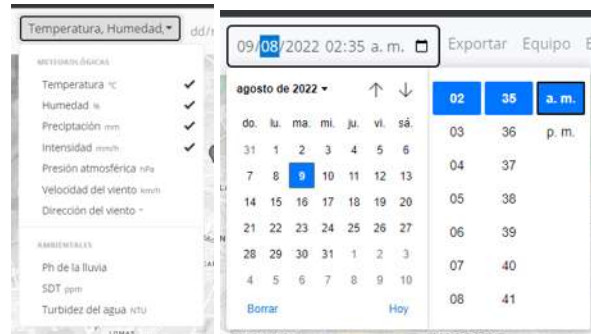 Temperatura, Humedad,
METEOROLÓGICAS
Temperatura °C
Humedad %
Preciptación mm
Intensidad mm/h
Presión atmosférica hPa
Velocidad del viento km/h
Dirección del viento °
AMBIENTALES
Ph de la lluvia
SDT ppm
Turbidez del agua NTU
09/08/2022 02:35 a. m.
Exportar Equipo
agosto de 2022
do. lu. ma. mi. ju. vi. sá.
31 1 2 3 4 5 6
7 8 9 10 11 12 13
14 15 16 17 18 19 20
21 22 23 24 25 26 27
28 29 30 31 1 2 3
4 5 6 7 8 9 10
Borrar Hoy
02 35 a. m.
03 36 p. m.
04 37
05 38
06 39
07 40
08 41